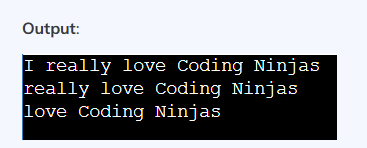 Output:
I really love Coding Ninjas
really love Coding Ninjas
love Coding Ninjas